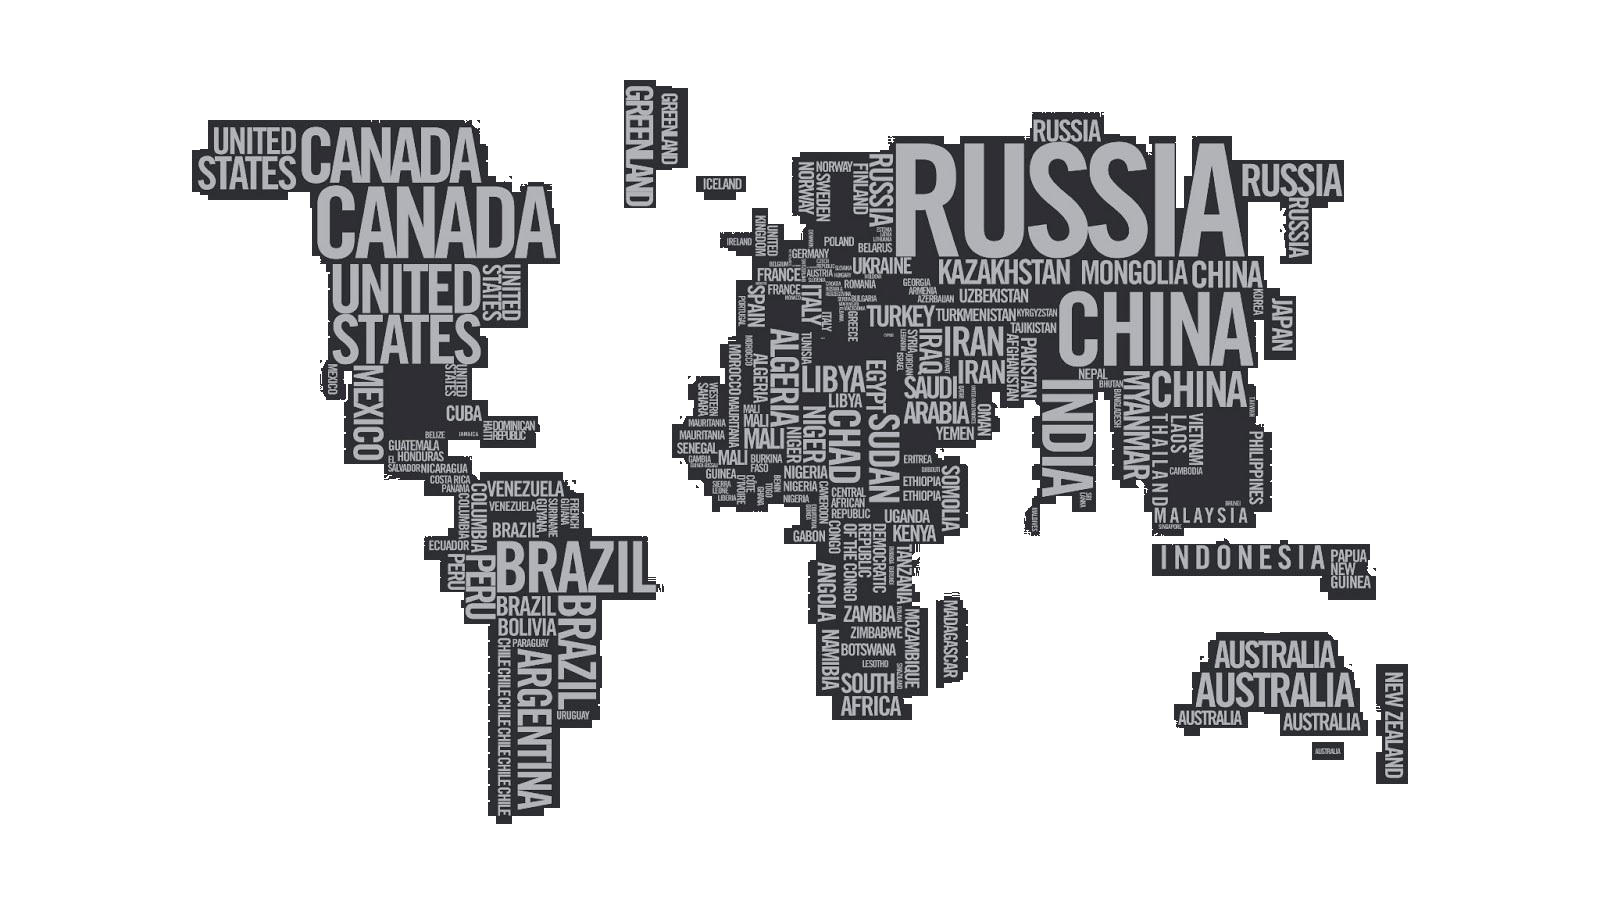 UNITED
STATES
CANADA
CANADA
UNITED
STATES
UNITED
STATES
MEXICO
MEXICO
UNITED
STATES
CUBA
HAITI
DOMINICAN
REPUBLIC
JAMAICA
BELIZE
GUATEMALA
HONDURAS
EL
SALVADOR
NICARAGUA
COSTA RICA
PANAMA
COLUMBIA
COLUMBIA
VENEZUELA
VENEZUELA
GUYANA
SURINAME
FRENCH
GUIANA
BRAZIL
ECUADOR
PERU
PERU
BRAZIL
BRAZIL
BRAZIL
BOLIVIA
PARAGUAY
CHILE CHILE CHILE CHILE CHILE CHILE
ARGENTINA
URUGUAY
GREENLAND
GREENLAND
ICELAND
IRELAND
UNITED
KINGDOM
NORWAY
NORWAY
SWEDEN
FINLAND
RUSSIA
RUSSIA
RUSSIA
RUSSIA
RUSSIA
ESTONIA
LATVIA
LITHUANIA
POLAND
BELARUS
GERMANY
BELGIUM
FRANCE
FRANCE
MONACO
AUSTRIA
UKRAINE
ROMANIA
BULGARIA
SPAIN
PORTUGAL
ITALY
ITALY
GREECE
GEORGIA
ARMENIA
AZERBAIJAN
KAZAKHSTAN
MONGOLIA
CHINA
UZBEKISTAN
TURKEY
TURKMENISTAN
KYRGYZSTAN
TAJIKISTAN
CHINA
KOREA
JAPAN
SYRIA
LEBANON
ISRAEL
JORDAN
IRAQ
IRAN
IRAN
AFGHANISTAN
PAKISTAN
NEPAL
BHUTAN
BANGLADESH
INDIA
SRI
LANKA
MALDIVES
MYANMAR
CHINA
TAIWAN
THAILAND
LAOS
VIETNAM
CAMBODIA
PHILIPPINES
BRUNEI
MALAYSIA
SINGAPORE
INDONESIA
PAPUA
NEW
GUINEA
SAUDI
ARABIA
OMAN
YEMEN
MOROCCO
MOROCCO
WESTERN
SAHARA
ALGERIA
ALGERIA
TUNISIA
LIBYA
LIBYA
EGYPT
MAURITANIA
MAURITANIA
MAURITANIA
MALI
MALI
MALI
MALI
NIGER
NIGER
CHAD
SUDAN
SENEGAL
GAMBIA
GUINEA
SIERRA
LEONE
LIBERIA
COTE
D'IVOIRE
BURKINA
FASO
GHANA
TOGO
BENIN
NIGERIA
NIGERIA
NIGERIA
CAMEROON
CENTRAL
AFRICAN
REPUBLIC
ERITREA
DJIBOUTI
ETHIOPIA
ETHIOPIA
SOMOLIA
UGANDA
KENYA
GABON
CONGO
DEMOCRATIC
REPUBLIC
OF THE CONGO
TANZANIA
ANGOLA
ZAMBIA
ZIMBABWE
MOZAMBIQUE
MADAGASCAR
NAMIBIA
BOTSWANA
LESOTHO
SWAZILAND
SOUTH
AFRICA
AUSTRALIA
AUSTRALIA
AUSTRALIA
AUSTRALIA
AUSTRALIA
NEW ZEALAND